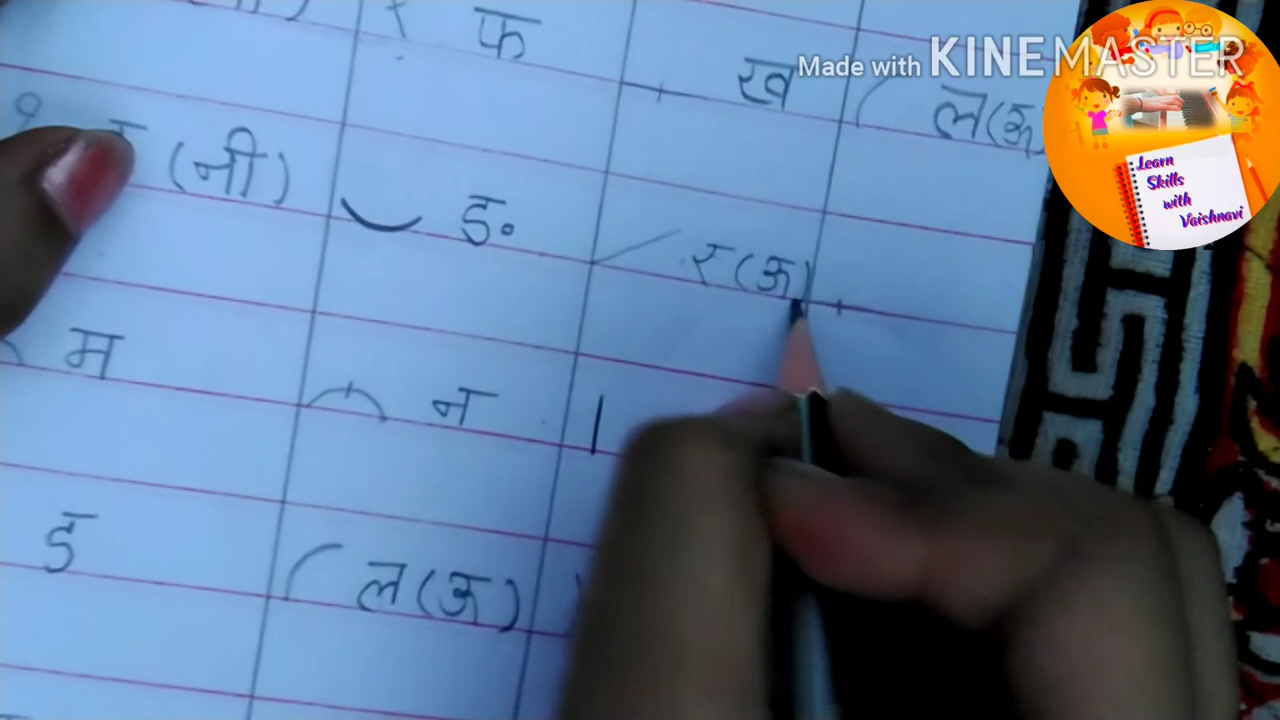 फ
ख
ल(ऊ)
(नी)
ड॰
र(ऊ)
म
न
ड
ल(ऊ)
Made with KINEMASTER
Learn
Skills
with
Vaishnavi